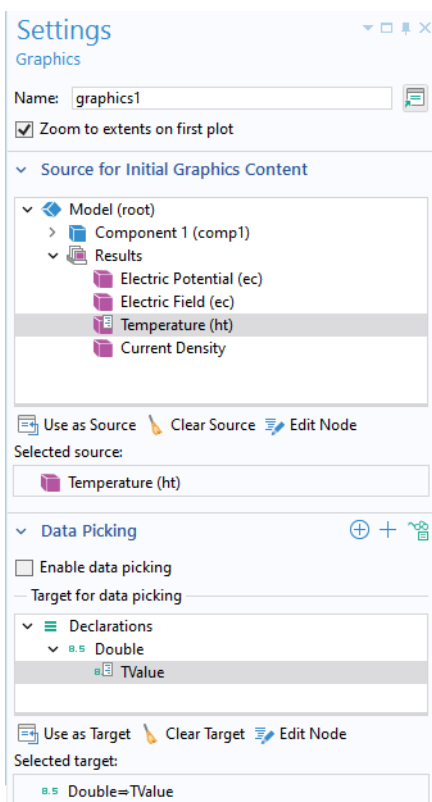 Settings
Graphics
Name: graphics1
Zoom to extents on first plot
Source for Initial Graphics Content
Model (root)
Component 1 (comp1)
Results
Electric Potential (ec)
Electric Field (ec)
Temperature (ht)
Current Density
Use as Source Clear Source Edit Node
Selected source:
Temperature (ht)
Data Picking
Enable data picking
Target for data picking
Declarations
8.5 Double
TValue
Use as Target Clear Target Edit Node
Selected target:
8.5 Double⇒TValue